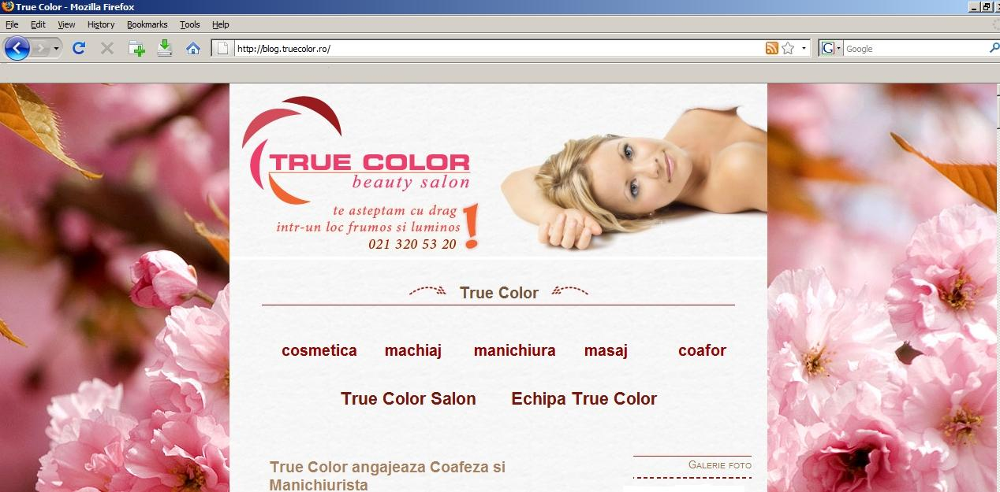 True Color - Mozilla Firefox
File Edit View History Bookmarks Tools Help
http://blog.truecolor.ro/
G Google
TRUE COLOR
beauty salon
te asteptam cu drag
intr-un loc frumos si luminos !
021 320 53 20
True Color
cosmetica machiaj manichiura masaj coafor
True Color Salon Echipa True Color
True Color angajeaza Coafeza si
Manichiurista
GALERIE FOTO